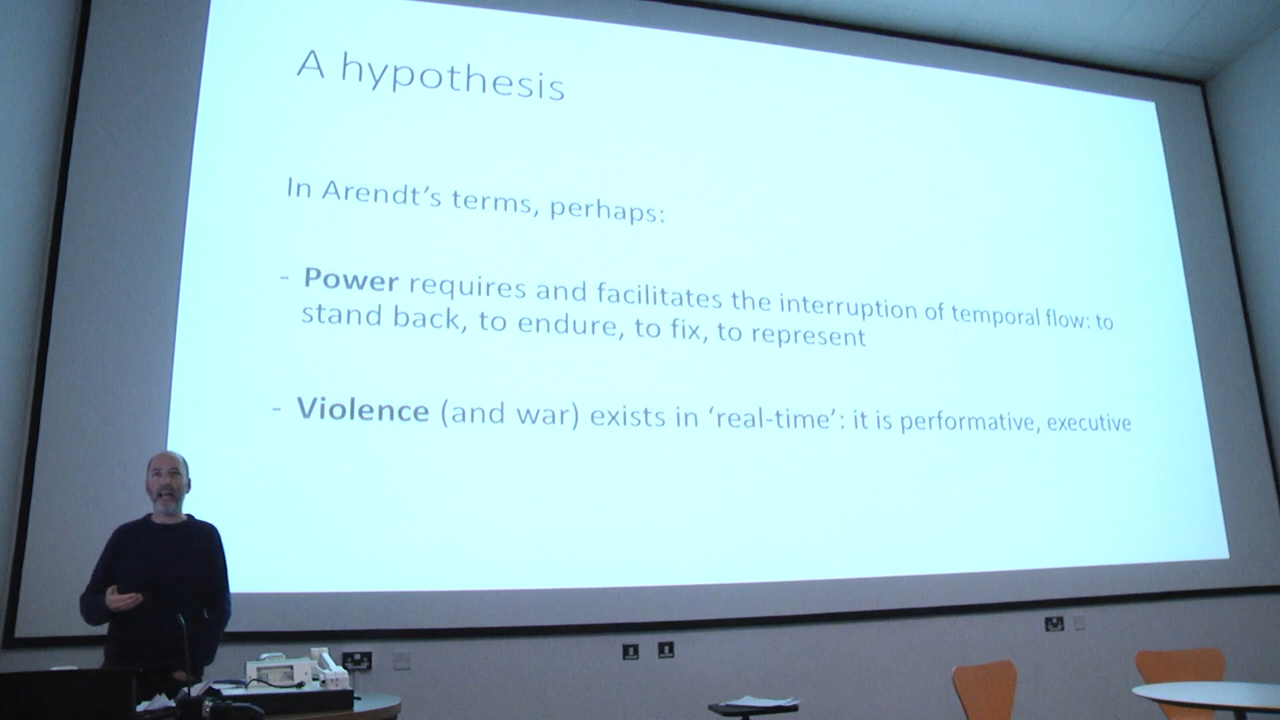 A hypothesis
In Arendt's terms, perhaps:
- Power requires and facilitates the interruption of temporal flow: to
stand back, to endure, to fix, to represent
- Violence (and war) exists in 'real-time': it is performative, executive